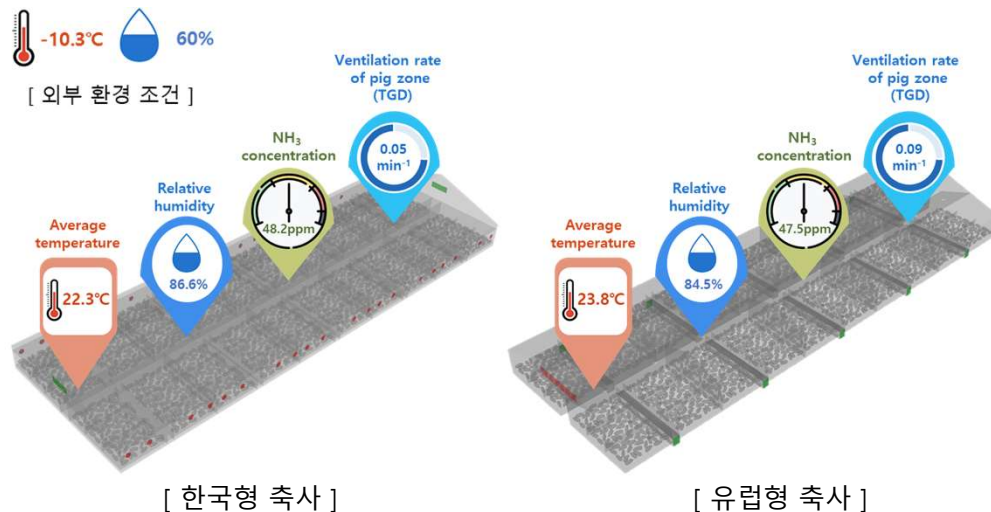 -10.3℃ 60%
[ 외부 환경 조건 ]
Ventilation rate
of pig zone
(TGD)
0.05
min⁻¹
NH₃
concentration
48.2ppm
Relative
humidity
86.6%
Average
temperature
22.3℃
[ 한국형 축사 ]
Ventilation rate
of pig zone
(TGD)
0.09
min⁻¹
NH₃
concentration
47.5ppm
Relative
humidity
84.5%
Average
temperature
23.8℃
[ 유럽형 축사 ]